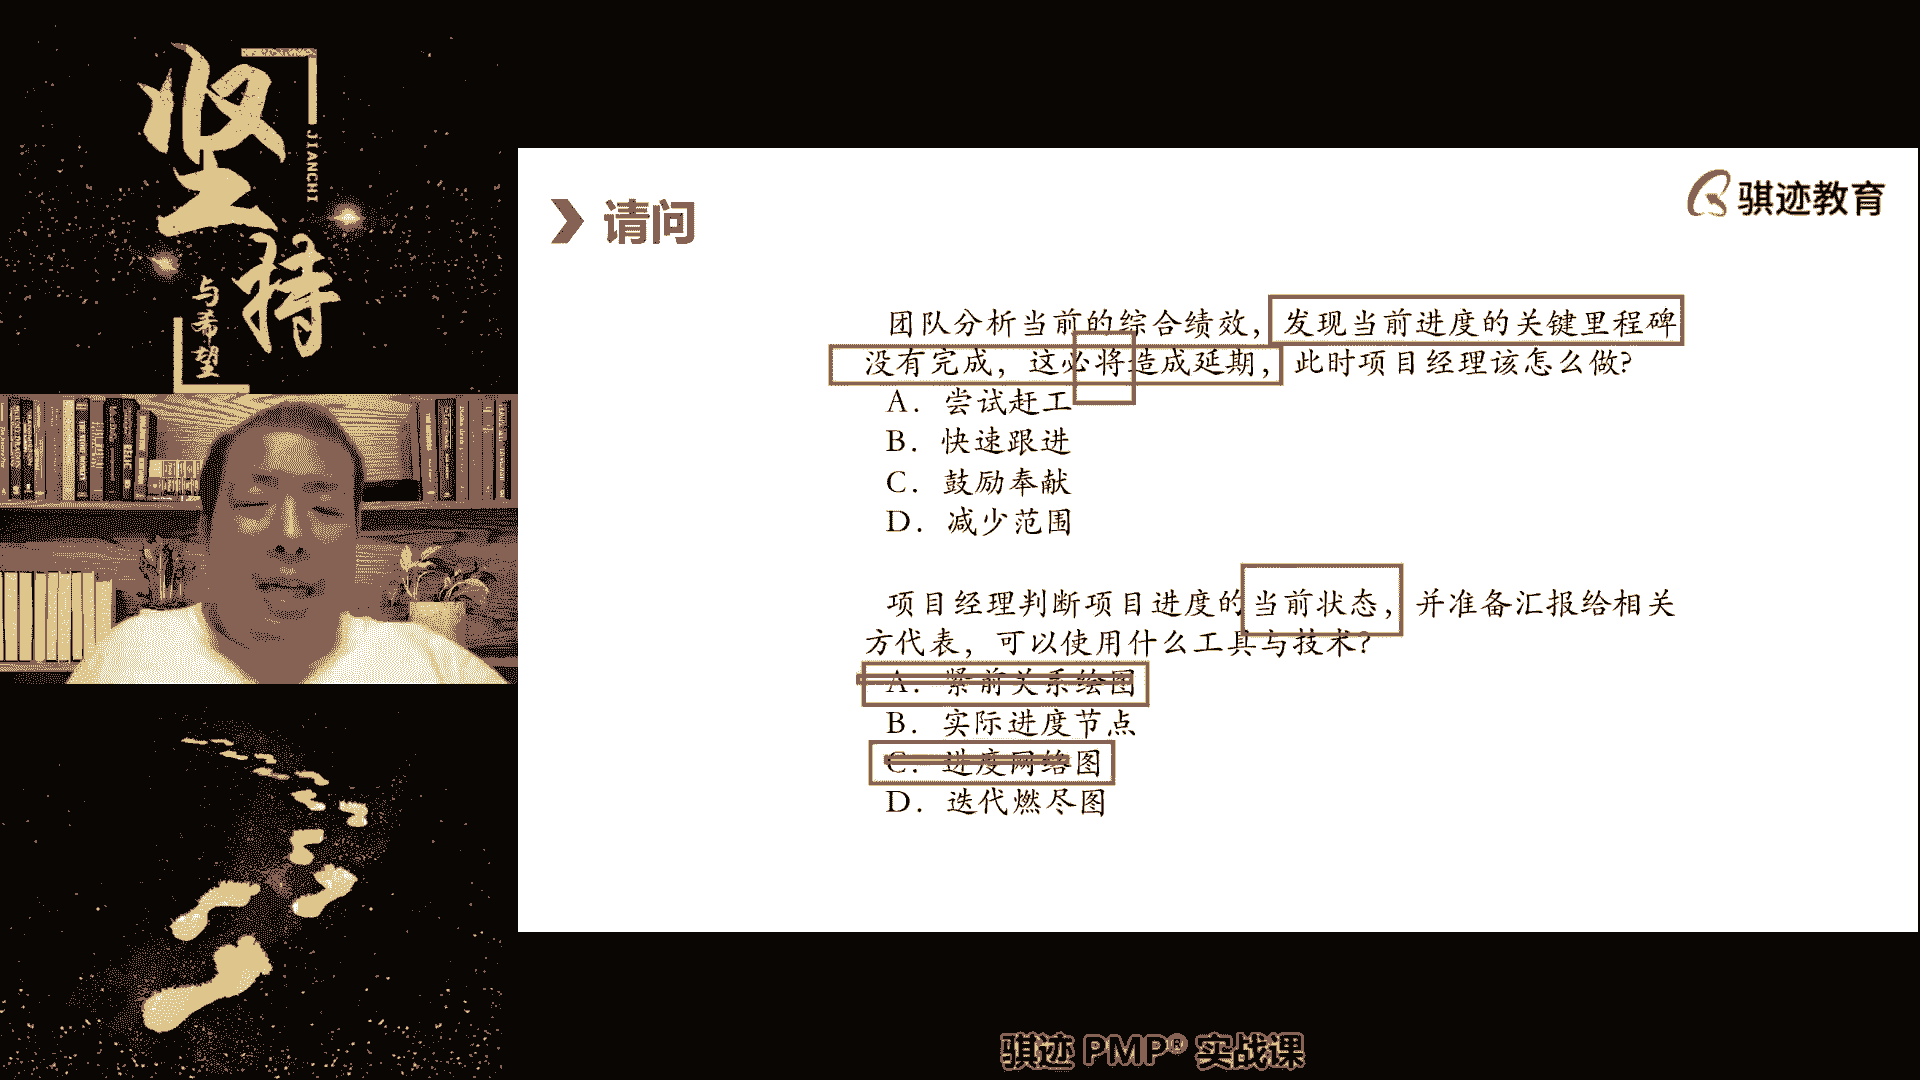 坚持
JIANCHI
与希望
骐迹教育
请问
团队分析当前的综合绩效，发现当前进度的关键里程碑
没有完成，这必将造成延期，此时项目经理该怎么做?
A. 尝试赶工
B. 快速跟进
C. 鼓励奉献
D. 减少范围
项目经理判断项目进度的当前状态，并准备汇报给相关
方代表，可以使用什么工具与技术?
A. 紧前关系绘图
B. 实际进度节点
C. 进度网络图
D. 迭代燃尽图
骐迹 PMP® 实战课